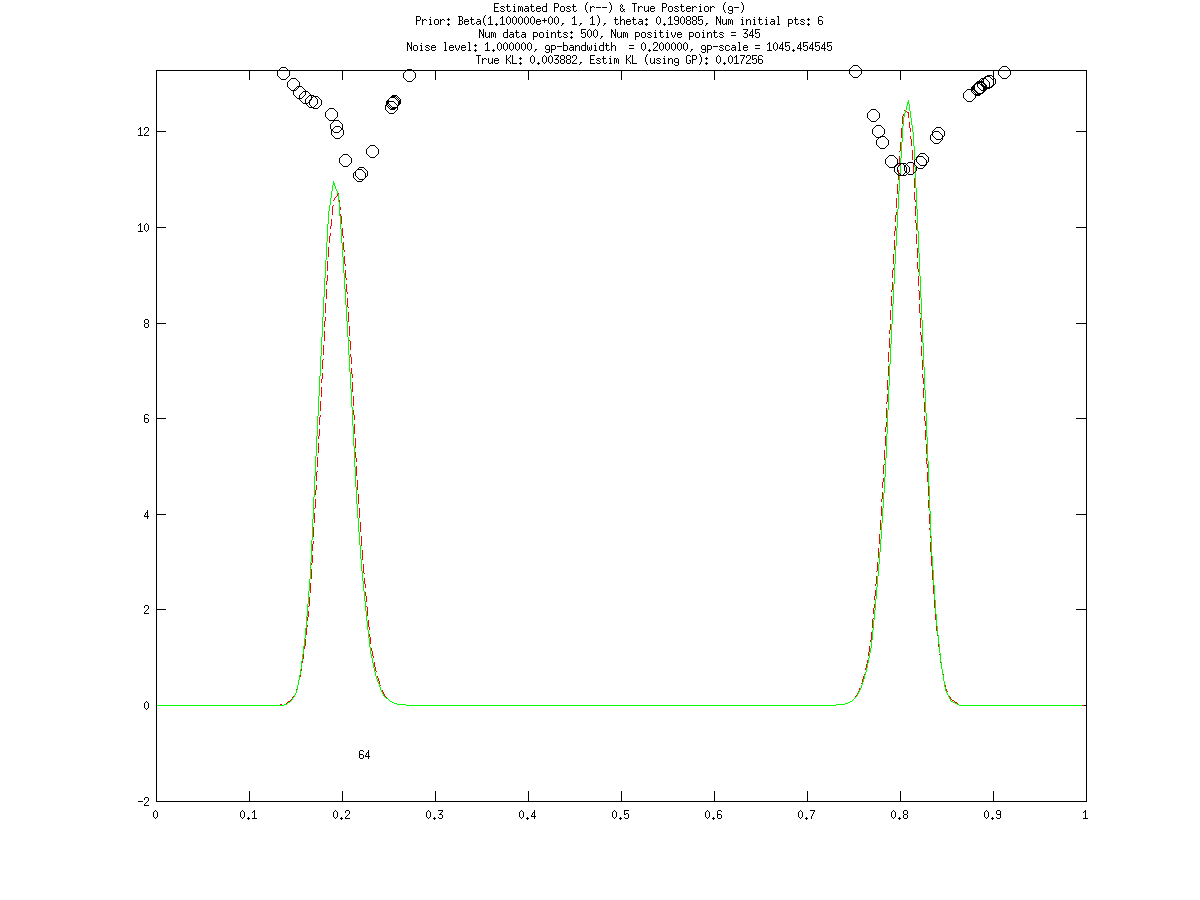 Estimated Post (r--) & True Posterior (g-)
Prior: Beta(1.100000e+00, 1, 1), theta: 0.190885, Num initial pts: 6
Num data points: 500, Num positive points = 345
Noise level: 1.000000, gp-bandwidth  = 0.200000, gp-scale = 1045.454545
True KL: 0.003882, Estim KL (using GP): 0.017256
12
10
8
6
4
2
0
64
-2
0 0.1 0.2 0.3 0.4 0.5 0.6 0.7 0.8 0.9 1